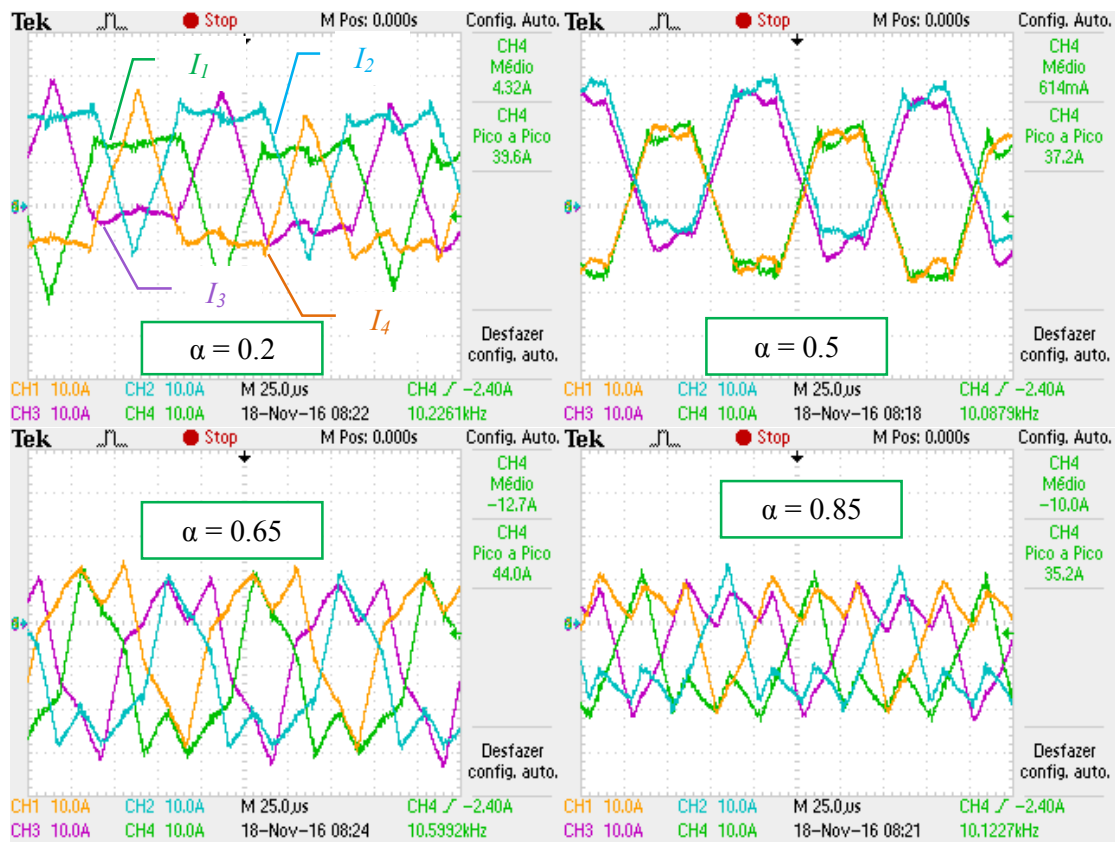 Tek Stop M Pos: 0.000s Config. Auto.
CH4
Médio
4.32A
CH4
Pico a Pico
39.6A
I1
I2
I3
I4
α = 0.2
Desfazer
config. auto.
CH1 10.0A CH2 10.0A M 25.0us CH4 -2.40A
CH3 10.0A CH4 10.0A 18-Nov-16 08:22 10.2261kHz
Tek Stop M Pos: 0.000s Config. Auto.
CH4
Médio
614mA
CH4
Pico a Pico
37.2A
α = 0.5
Desfazer
config. auto.
CH1 10.0A CH2 10.0A M 25.0us CH4 -2.40A
CH3 10.0A CH4 10.0A 18-Nov-16 08:18 10.0879kHz
Tek Stop M Pos: 0.000s Config. Auto.
CH4
Médio
-12.7A
CH4
Pico a Pico
44.0A
α = 0.65
Desfazer
config. auto.
CH1 10.0A CH2 10.0A M 25.0us CH4 -2.40A
CH3 10.0A CH4 10.0A 18-Nov-16 08:24 10.5992kHz
Tek Stop M Pos: 0.000s Config. Auto.
CH4
Médio
-10.0A
CH4
Pico a Pico
35.2A
α = 0.85
Desfazer
config. auto.
CH1 10.0A CH2 10.0A M 25.0us CH4 -2.40A
CH3 10.0A CH4 10.0A 18-Nov-16 08:21 10.1227kHz